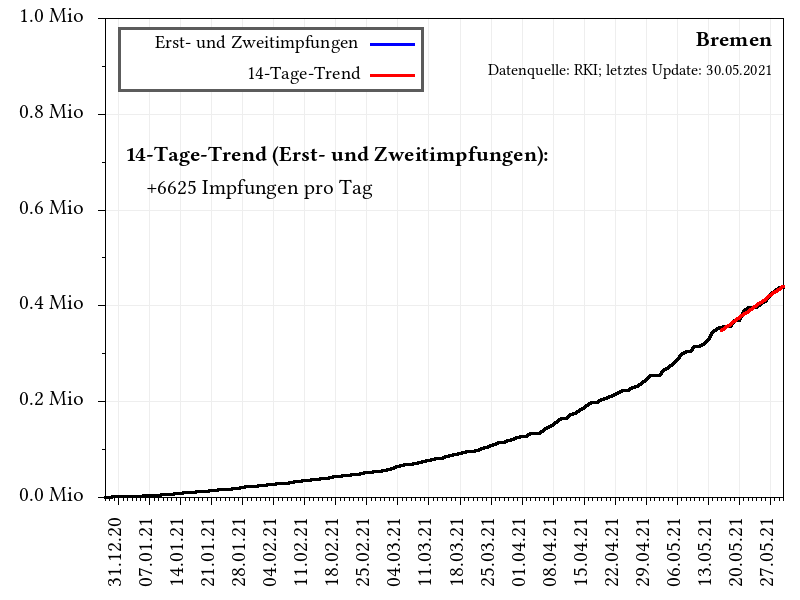 1.0 Mio
0.8 Mio
0.6 Mio
0.4 Mio
0.2 Mio
0.0 Mio
Erst- und Zweitimpfungen
14-Tage-Trend
Bremen
Datenquelle: RKI; letztes Update: 30.05.2021
14-Tage-Trend (Erst- und Zweitimpfungen):
+6625 Impfungen pro Tag
31.12.20
07.01.21
14.01.21
21.01.21
28.01.21
04.02.21
11.02.21
18.02.21
25.02.21
04.03.21
11.03.21
18.03.21
25.03.21
01.04.21
08.04.21
15.04.21
22.04.21
29.04.21
06.05.21
13.05.21
20.05.21
27.05.21